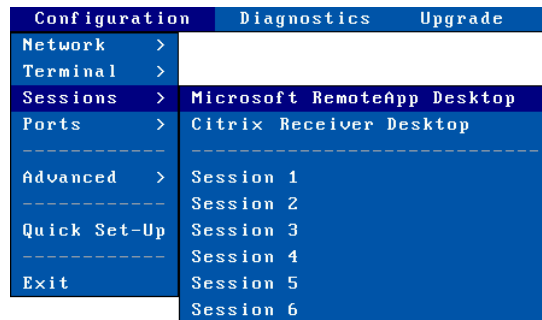 Configuration Diagnostics Upgrade
Network >
Terminal >
Sessions > Microsoft RemoteApp Desktop
Ports > Citrix Receiver Desktop
------------ ------------------------------
Advanced > Session 1
------------ Session 2
Quick Set-Up Session 3
------------ Session 4
Exit Session 5
Session 6